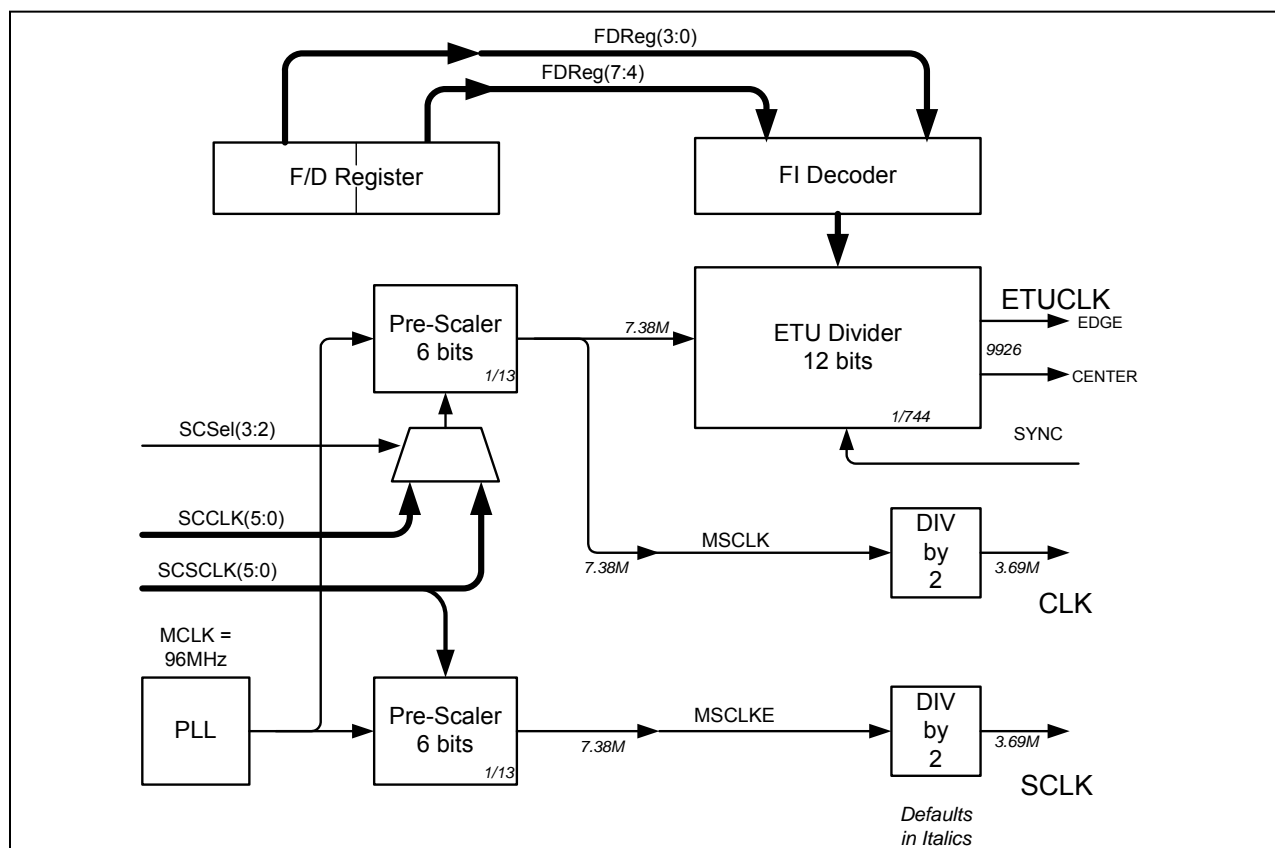 FDReg(3:0)
FDReg(7:4)
F/D Register
FI Decoder
Pre-Scaler
6 bits
1/13
7.38M
ETU Divider
12 bits
1/744
ETUCLK
EDGE
9926
CENTER
SYNC
SCSel(3:2)
SCCLK(5:0)
SCSCLK(5:0)
7.38M
MSCLK
DIV
by
2
3.69M
CLK
MCLK =
96MHz
PLL
Pre-Scaler
6 bits
1/13
7.38M
MSCLKE
DIV
by
2
3.69M
SCLK
Defaults
in Italics